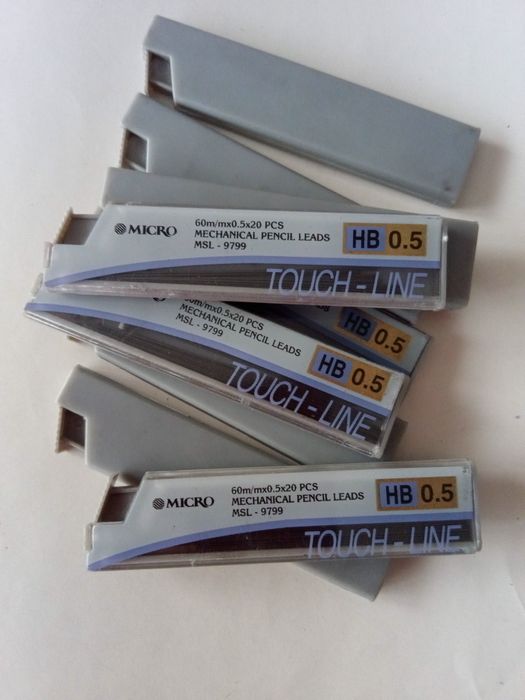 MICRO
60m/mx0.5x20 PCS
MECHANICAL PENCIL LEADS
MSL - 9799
HB 0.5
TOUCH - LINE
HB 0.5
60m/mx0.5x20 PCS
MECHANICAL PENCIL LEADS
MSL - 9799
HB 0.5
TOUCH - LINE
MICRO
60m/mx0.5x20 PCS
MECHANICAL PENCIL LEADS
MSL - 9799
HB 0.5
TOUCH - LINE